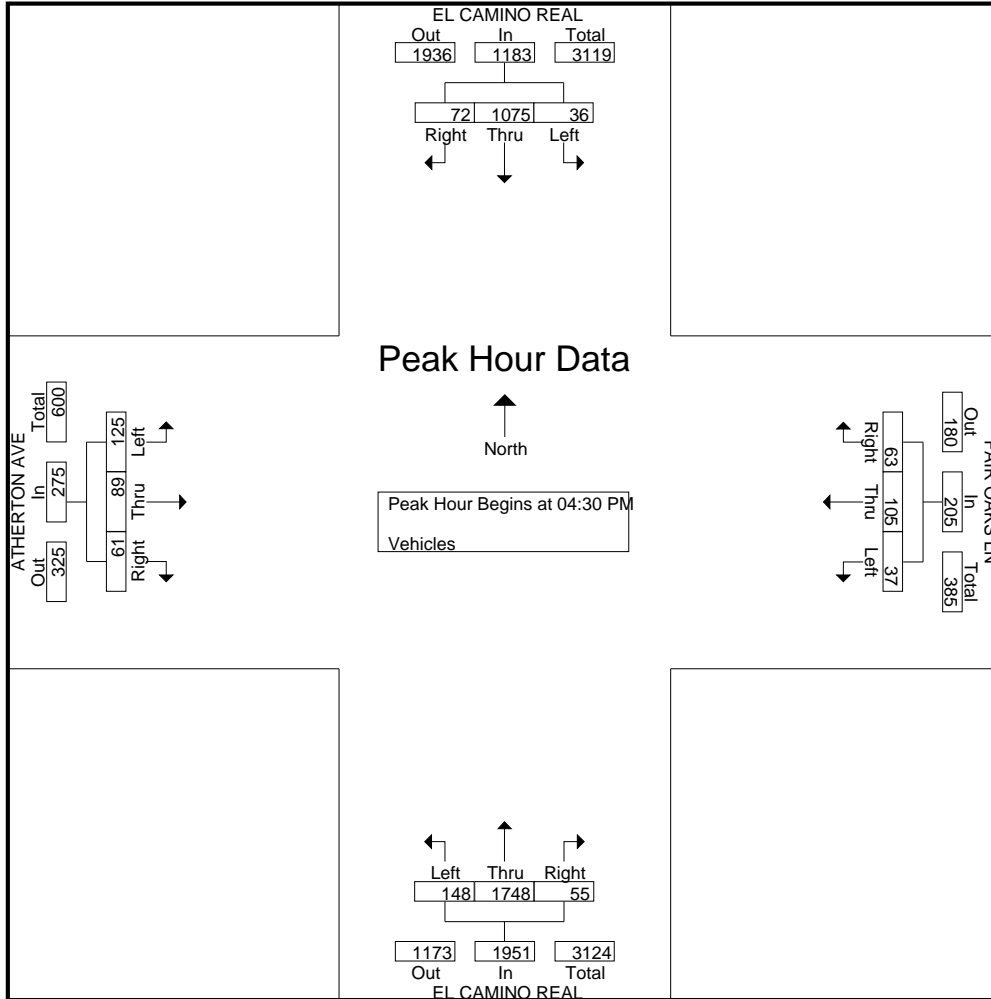 EL CAMINO REAL
Out In Total
1936 1183 3119
72 1075 36
Right Thru Left
Peak Hour Data
North
Peak Hour Begins at 04:30 PM
Vehicles
ATHERTON AVE
Total In Out
600 275 325
125 89 61
Left Thru Right
Right Thru Left
63 105 37
Out In Total
180 205 385
OAKS LN
Left Thru Right
148 1748 55
1173 1951 3124
Out In Total
EL CAMINO REAL